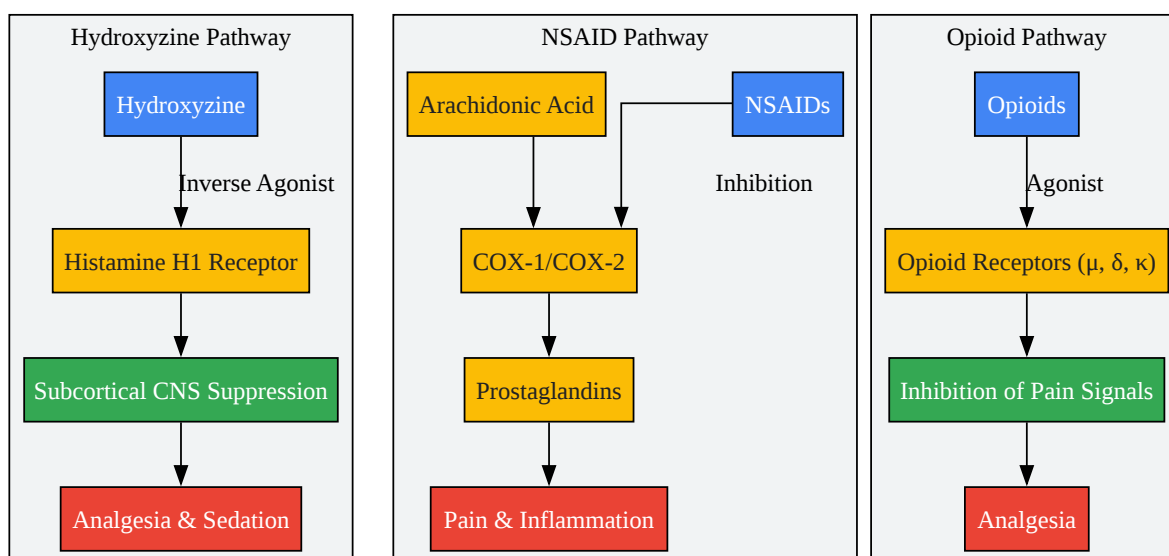 Hydroxyzine Pathway
Hydroxyzine
Inverse Agonist
Histamine H1 Receptor
Subcortical CNS Suppression
Analgesia & Sedation
NSAID Pathway
Arachidonic Acid
NSAIDs
Inhibition
COX-1/COX-2
Prostaglandins
Pain & Inflammation
Opioid Pathway
Opioids
Agonist
Opioid Receptors (μ, δ, κ)
Inhibition of Pain Signals
Analgesia